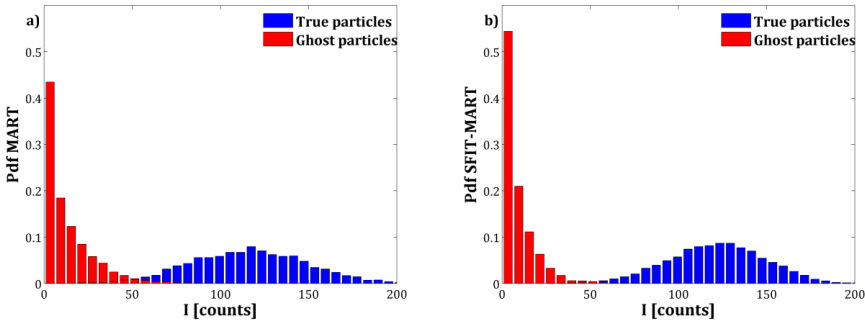 a)
True particles
Ghost particles
Pdf MART
0.5
0.4
0.3
0.2
0.1
0
0
50
100
150
200
I [counts]
b)
True particles
Ghost particles
Pdf SFIT-MART
0.5
0.4
0.3
0.2
0.1
0
0
50
100
150
200
I [counts]